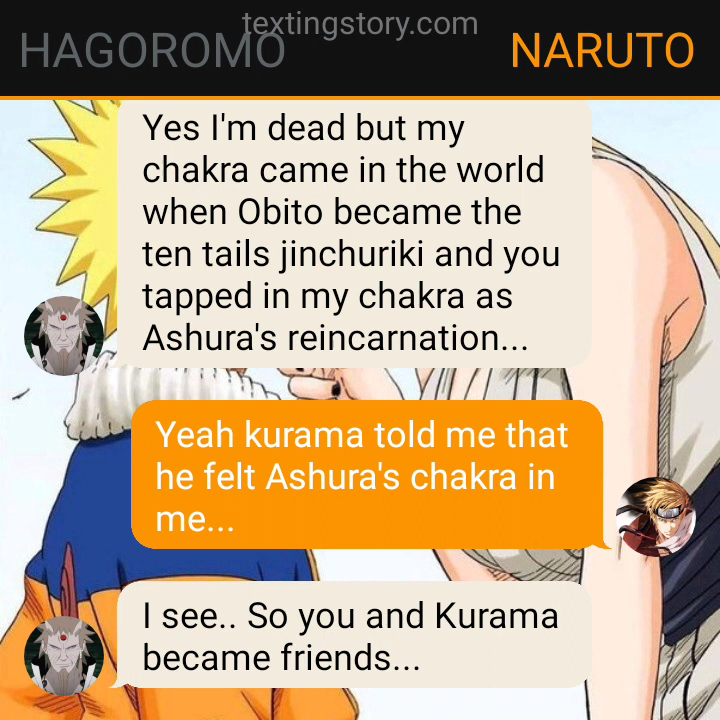 textingstory.com
HAGOROMO
NARUTO
Yes I'm dead but my
chakra came in the world
when Obito became the
ten tails jinchuriki and you
tapped in my chakra as
Ashura's reincarnation...
Yeah kurama told me that
he felt Ashura's chakra in
me...
I see.. So you and Kurama
became friends...